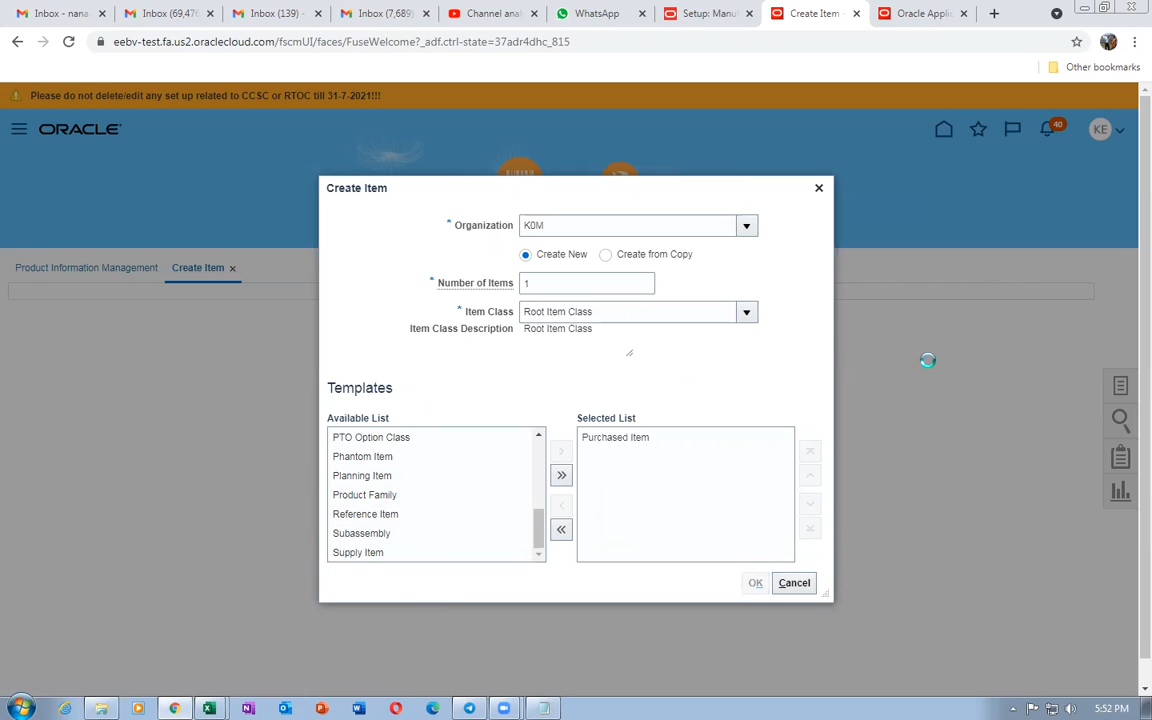 Inbox - nana
Inbox (69,476
Inbox (139) -
Inbox (7,689)
Channel anal
WhatsApp
Setup: Manuf
Create Item -
Oracle Applic
eebv-test.fa.us2.oraclecloud.com/fscmUI/faces/FuseWelcome?_adf.ctrl-state=37adr4dhc_815
Other bookmarks
Please do not delete/edit any set up related to CCSC or RTOC till 31-7-2021!!!
ORACLE
40
KE
Product Information Management
Create Item
Create Item
* Organization K0M
Create New Create from Copy
* Number of Items 1
* Item Class Root Item Class
Item Class Description Root Item Class
Templates
Available List
Selected List
PTO Option Class
Phantom Item
Planning Item
Product Family
Reference Item
Subassembly
Supply Item
Purchased Item
OK Cancel
5:52 PM